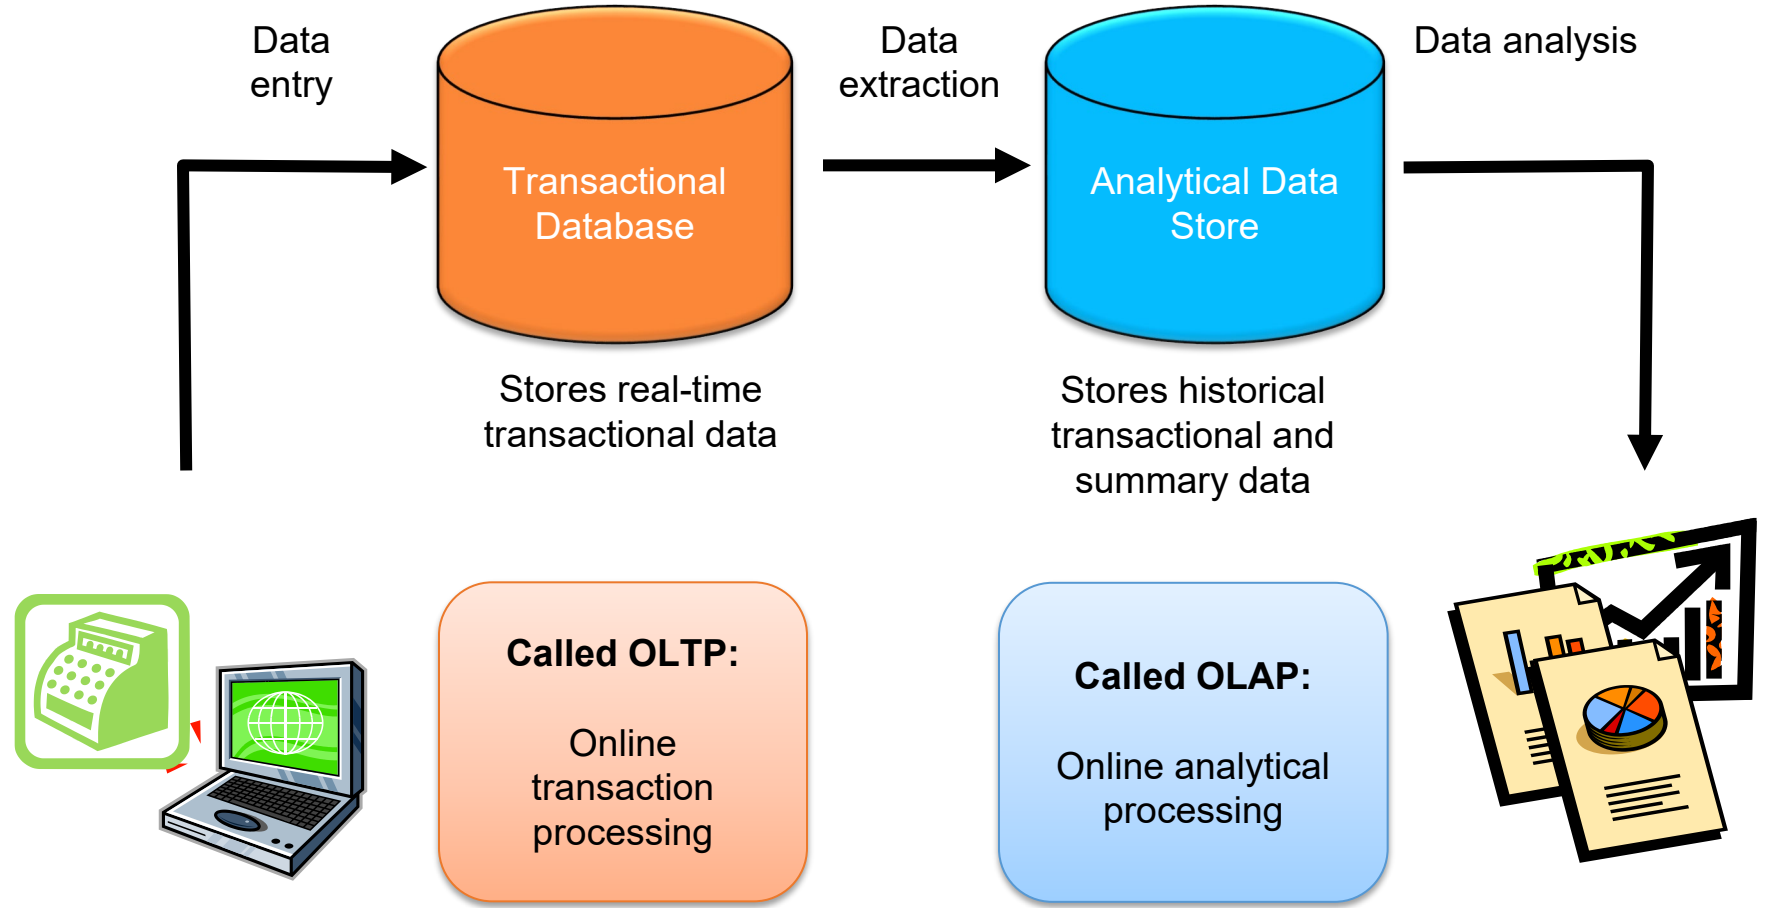 Data
entry
Transactional
Database
Data
extraction
Analytical Data
Store
Data analysis
Stores real-time
transactional data
Stores historical
transactional and
summary data
Called OLTP:
Online
transaction
processing
Called OLAP:
Online analytical
processing